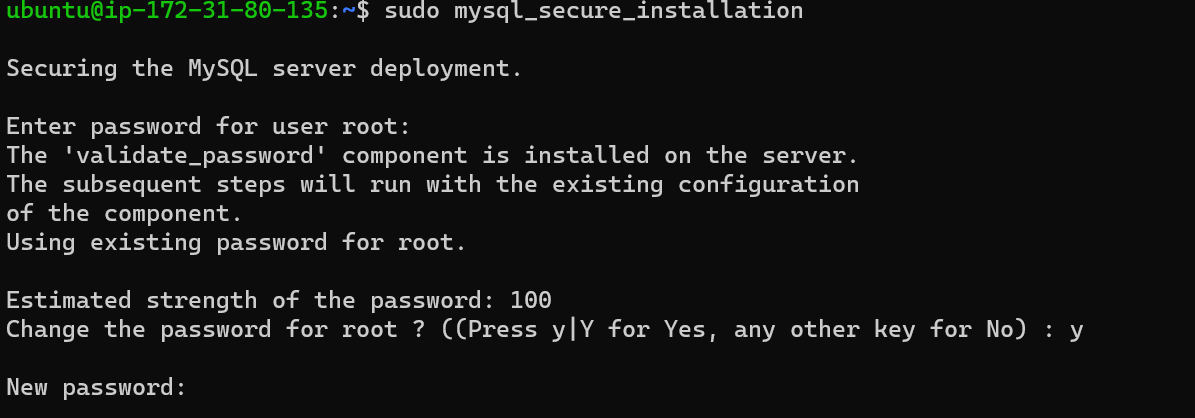 ubuntu@ip-172-31-80-135:~$ sudo mysql_secure_installation
Securing the MySQL server deployment.
Enter password for user root:
The 'validate_password' component is installed on the server.
The subsequent steps will run with the existing configuration
of the component.
Using existing password for root.
Estimated strength of the password: 100
Change the password for root ? ((Press y|Y for Yes, any other key for No) : y
New password: